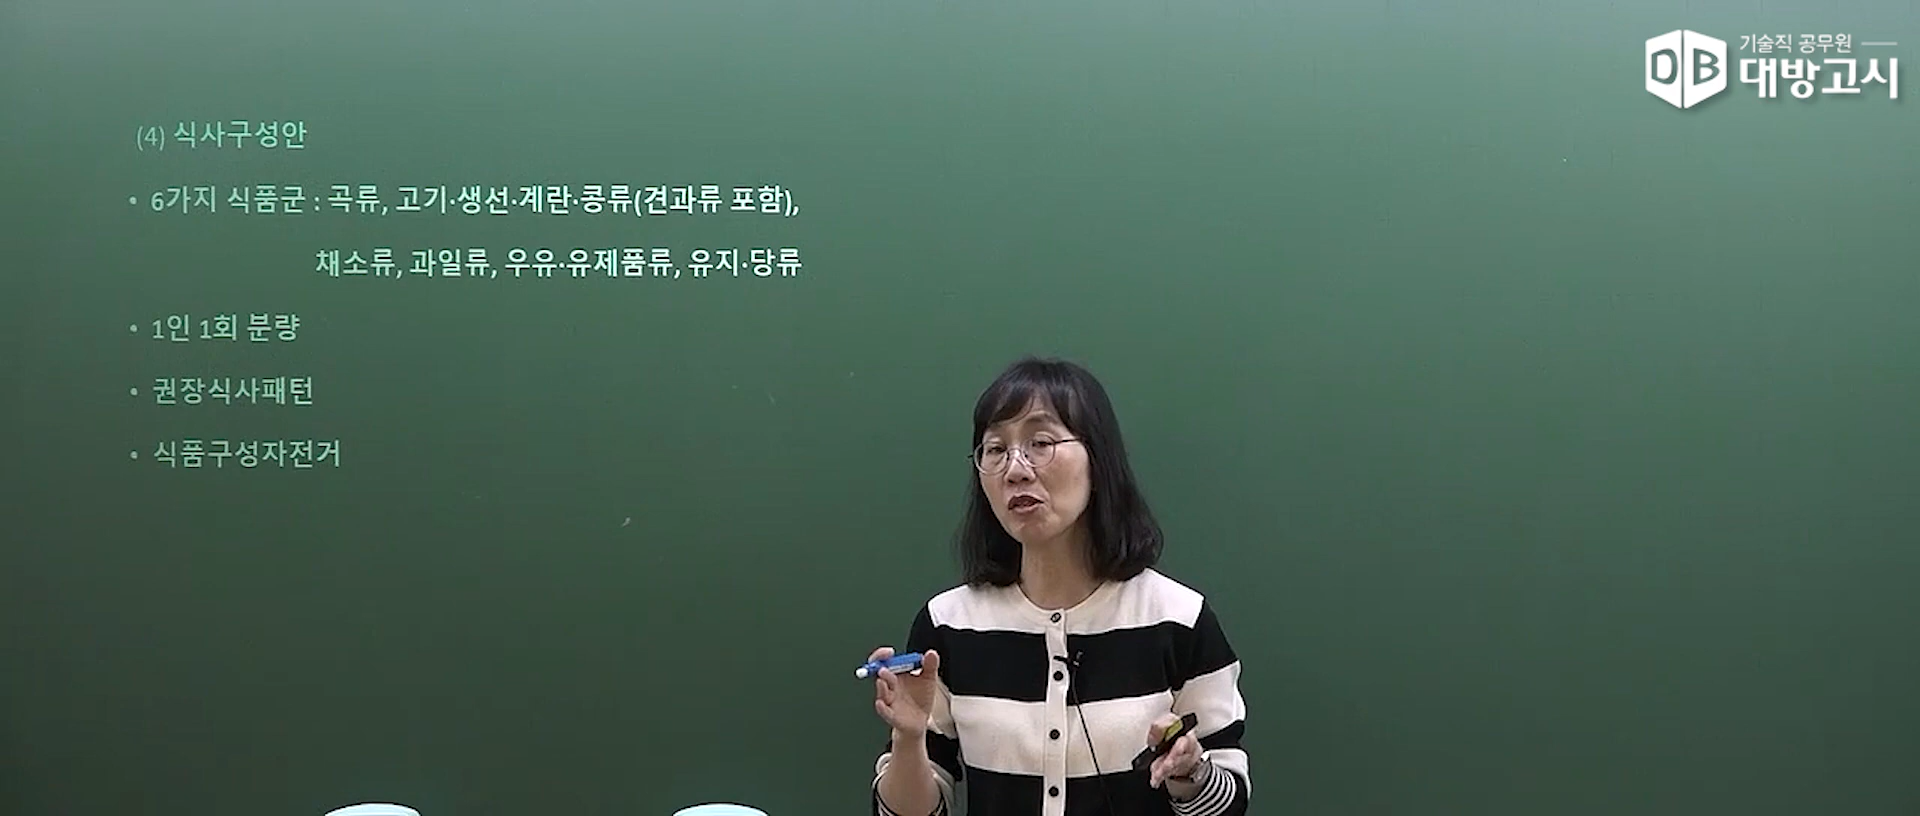 기술직 공무원
DB 대방고시
(4) 식사구성안
• 6가지 식품군 : 곡류, 고기·생선·계란·콩류(견과류 포함),
채소류, 과일류, 우유·유제품류, 유지·당류
• 1인 1회 분량
• 권장식사패턴
• 식품구성자전거